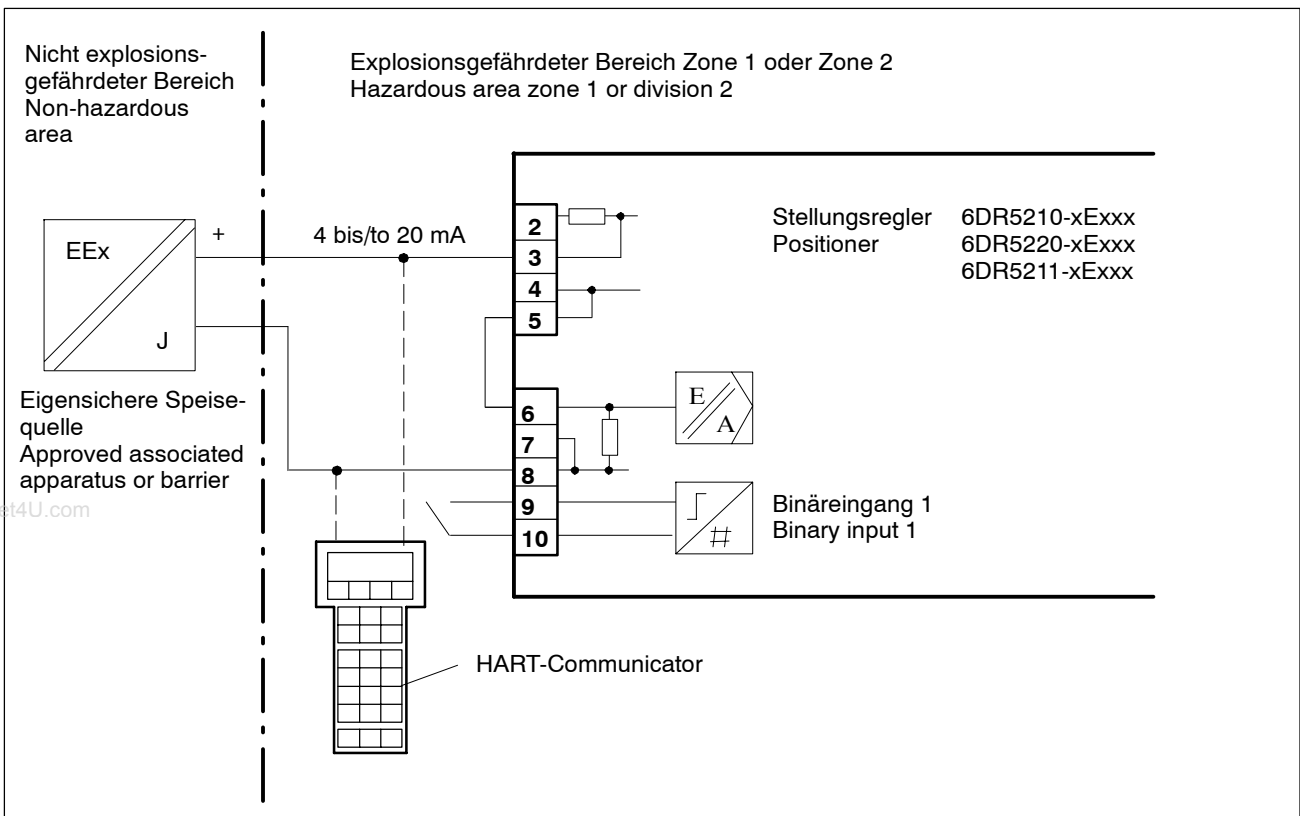 Nicht explosions-
gefährdeter Bereich
Non-hazardous
area
Explosionsgefährdeter Bereich Zone 1 oder Zone 2
Hazardous area zone 1 or division 2
EEx
J
+
4 bis/to 20 mA
2
3
4
5
6
7
8
9
10
Stellungsregler 6DR5210-xExxx
Positioner 6DR5220-xExxx
6DR5211-xExxx
E
A
Eigensichere Speise-
quelle
Approved associated
apparatus or barrier
et4U.com
#
Binäreingang 1
Binary input 1
HART-Communicator